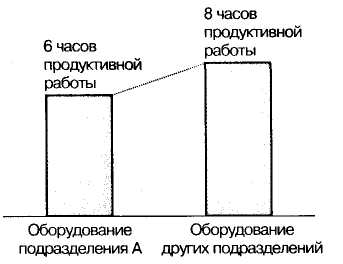 6 часов
продуктивной
работы
8 часов
продуктивной
работы
Оборудование
подразделения А
Оборудование
других подразделений